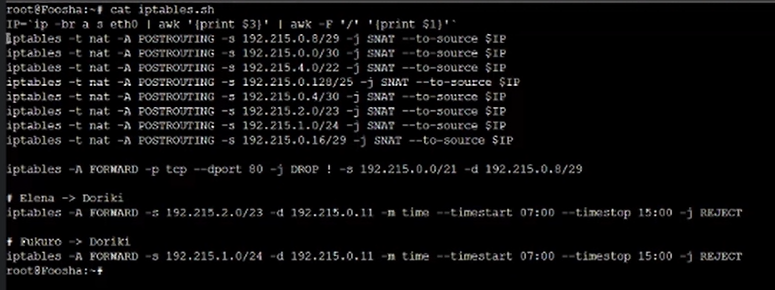 root@Foosha:~# cat iptables.sh
IP=`ip -br a s eth0 | awk '{print $3}' | awk -F '/' '{print $1}'`
iptables -t nat -A POSTROUTING -s 192.215.0.8/29 -j SNAT --to-source $IP
iptables -t nat -A POSTROUTING -s 192.215.0.0/30 -j SNAT --to-source $IP
iptables -t nat -A POSTROUTING -s 192.215.4.0/22 -j SNAT --to-source $IP
iptables -t nat -A POSTROUTING -s 192.215.0.128/25 -j SNAT --to-source $IP
iptables -t nat -A POSTROUTING -s 192.215.0.4/30 -j SNAT --to-source $IP
iptables -t nat -A POSTROUTING -s 192.215.2.0/23 -j SNAT --to-source $IP
iptables -t nat -A POSTROUTING -s 192.215.1.0/24 -j SNAT --to-source $IP
iptables -t nat -A POSTROUTING -s 192.215.0.16/29 -j SNAT --to-source $IP
iptables -A FORWARD -p tcp --dport 80 -j DROP ! -s 192.215.0.0/21 -d 192.215.0.8/29
# Elena -> Doriki
iptables -A FORWARD -s 192.215.2.0/23 -d 192.215.0.11 -m time --timestart 07:00 --timestop 15:00 -j REJECT
# Fukuro -> Doriki
iptables -A FORWARD -s 192.215.1.0/24 -d 192.215.0.11 -m time --timestart 07:00 --timestop 15:00 -j REJECT
root@Foosha:~#